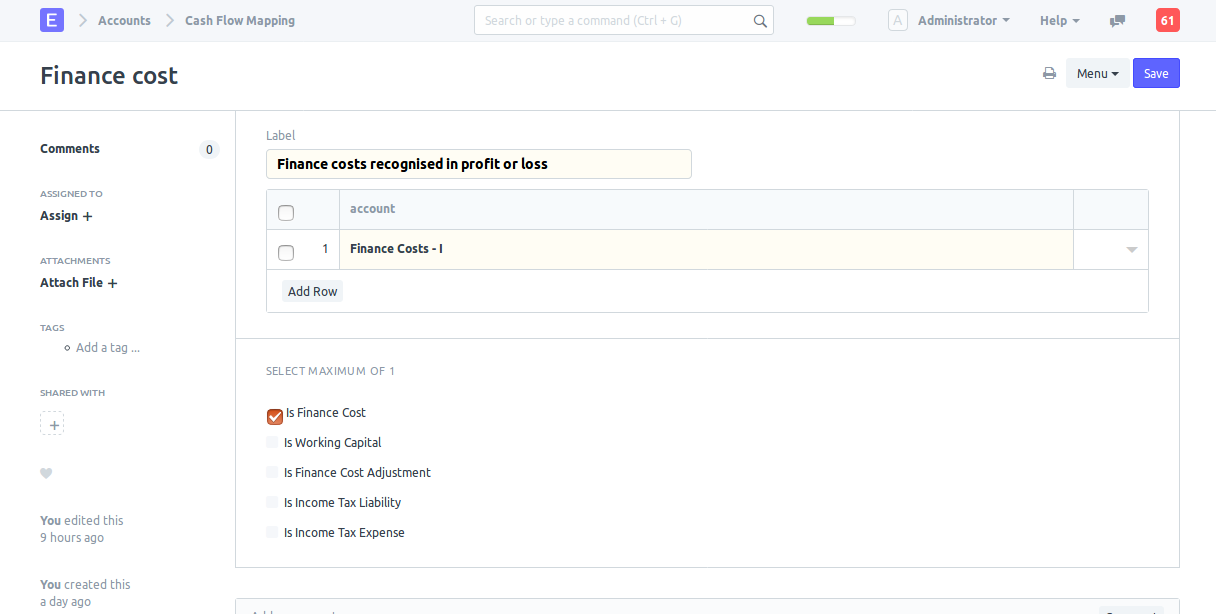 E Accounts Cash Flow Mapping Search or type a command (Ctrl + G) A Administrator Help 61
Finance cost Menu Save
Comments 0
ASSIGNED TO
Assign +
ATTACHMENTS
Attach File +
TAGS
Add a tag ...
SHARED WITH
+
You edited this
9 hours ago
You created this
a day ago
Label
Finance costs recognised in profit or loss
account
1 Finance Costs - I
Add Row
SELECT MAXIMUM OF 1
Is Finance Cost
Is Working Capital
Is Finance Cost Adjustment
Is Income Tax Liability
Is Income Tax Expense